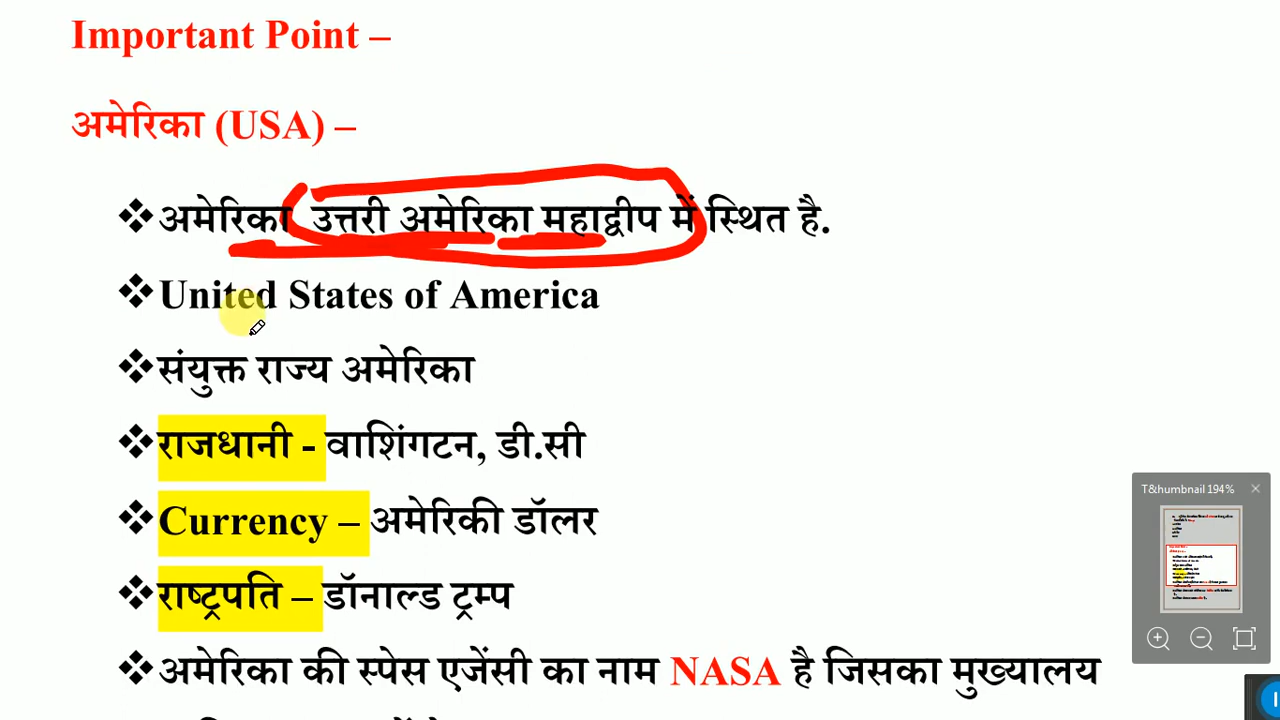 Important Point –
अमेरिका (USA) –
❖अमेरिका उत्तरी अमेरिका महाद्वीप में स्थित है.
❖United States of America
❖संयुक्त राज्य अमेरिका
❖राजधानी - वाशिंगटन, डी.सी
❖Currency – अमेरिकी डॉलर
❖राष्ट्रपति – डॉनाल्ड ट्रम्प
❖अमेरिका की स्पेस एजेंसी का नाम NASA है जिसका मुख्यालय
T&thumbnail 194%